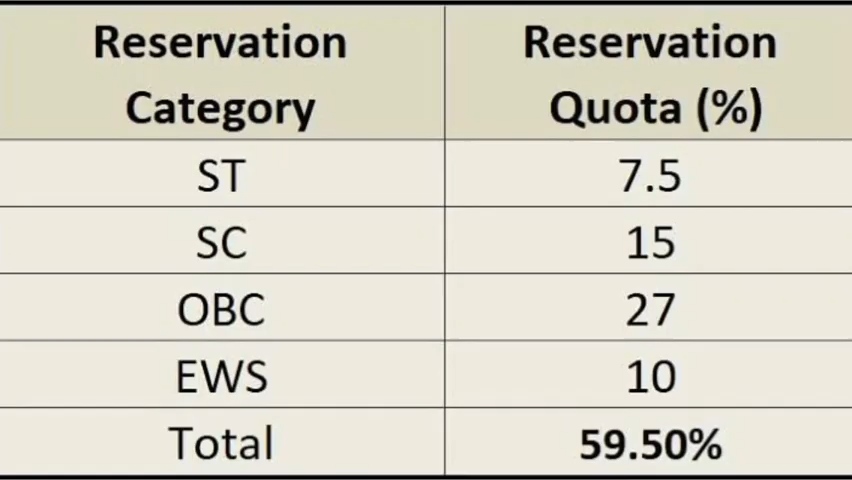 Reservation Category	Reservation Quota (%)
ST	7.5
SC	15
OBC	27
EWS	10
Total	59.50%